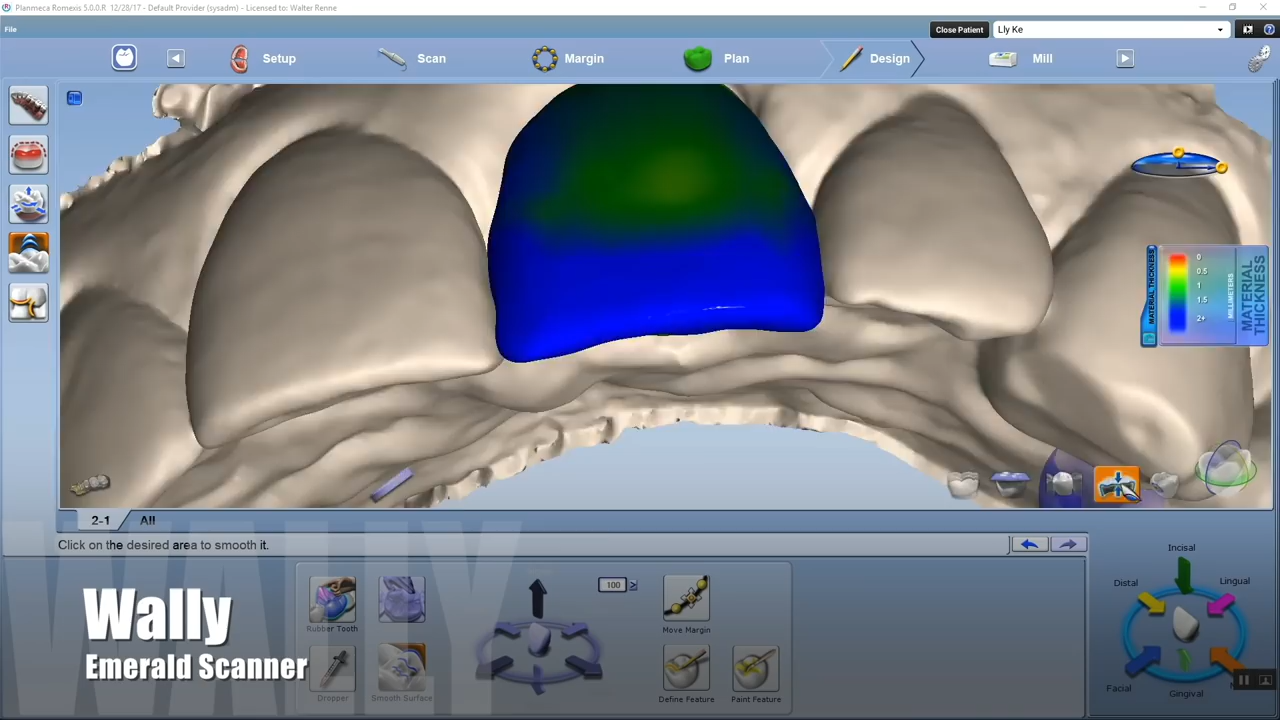 Planmeca Romexis 5.0.0.R 12/28/17 - Default Provider (sysadm) - Licensed to: Walter Renne
File
Close Patient
Lly Ke
Setup
Scan
Margin
Plan
Design
Mill
0
0.5
1
1.5
2+
MATERIAL THICKNESS
MILLIMETERS
MATERIAL
THICKNESS
2-1
All
Click on the desired area to smooth it.
WALLY
Wally
Emerald Scanner
100
Rubber Tooth
Move Margin
Dropper
Smooth Surface
Define Feature
Paint Feature
Incisal
Distal
Lingual
Facial
Gingival